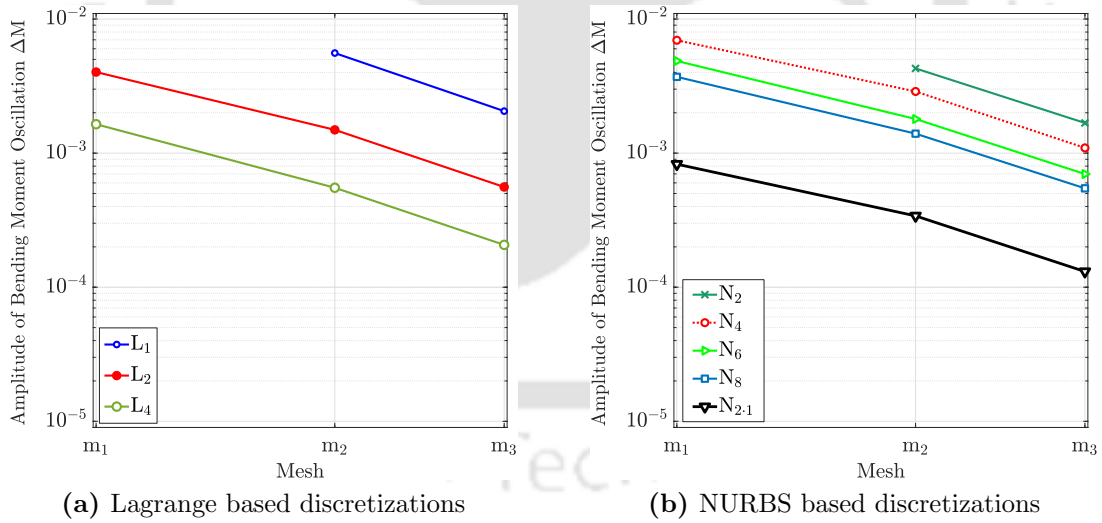 Amplitude of Bending Moment Oscillation ΔM
10⁻²
10⁻³
10⁻⁴
10⁻⁵
L₁
L₂
L₄
m₁ m₂ m₃
Mesh
(a) Lagrange based discretizations
Amplitude of Bending Moment Oscillation ΔM
10⁻²
10⁻³
10⁻⁴
10⁻⁵
N₂
N₄
N₆
N₈
N₂.₁
m₁ m₂ m₃
Mesh
(b) NURBS based discretizations
Tec